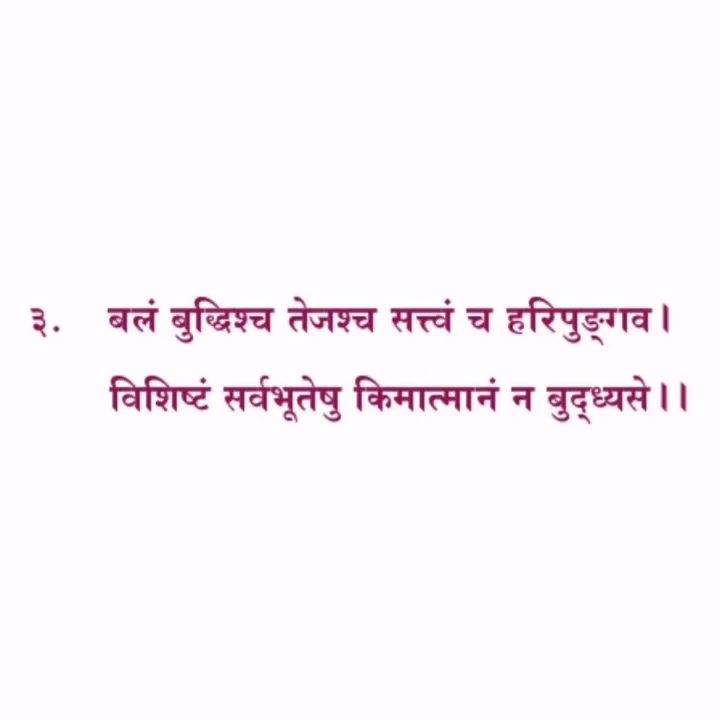 ३. बलं बुद्धिश्च तेजश्च सत्त्वं च हरिपुङ्गव।
विशिष्टं सर्वभूतेषु किमात्मानं न बुद्ध्यसे।।